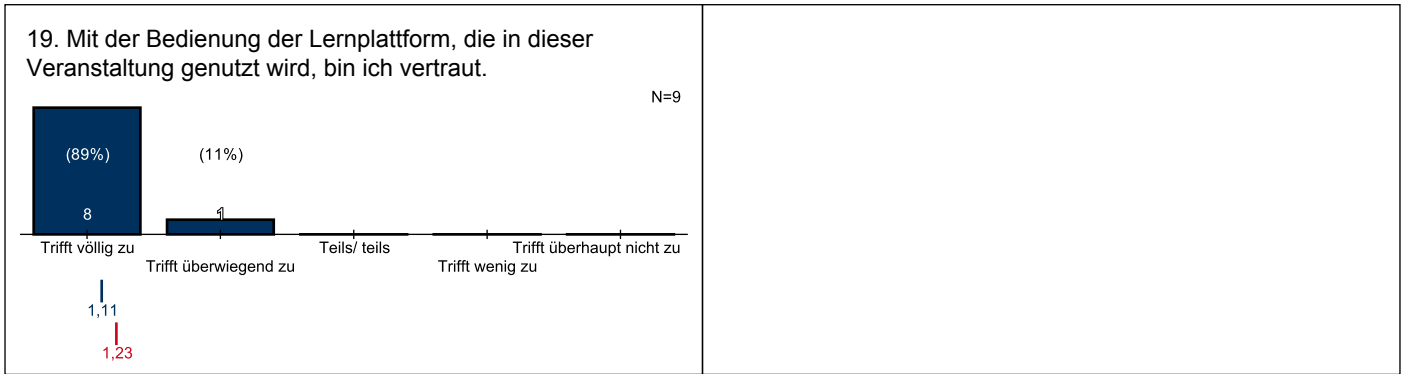 19. Mit der Bedienung der Lernplattform, die in dieser
Veranstaltung genutzt wird, bin ich vertraut.
N=9
(89%) (11%)
8 1
Trifft völlig zu Teils/ teils Trifft überhaupt nicht zu
Trifft überwiegend zu Trifft wenig zu
1,11
1,23